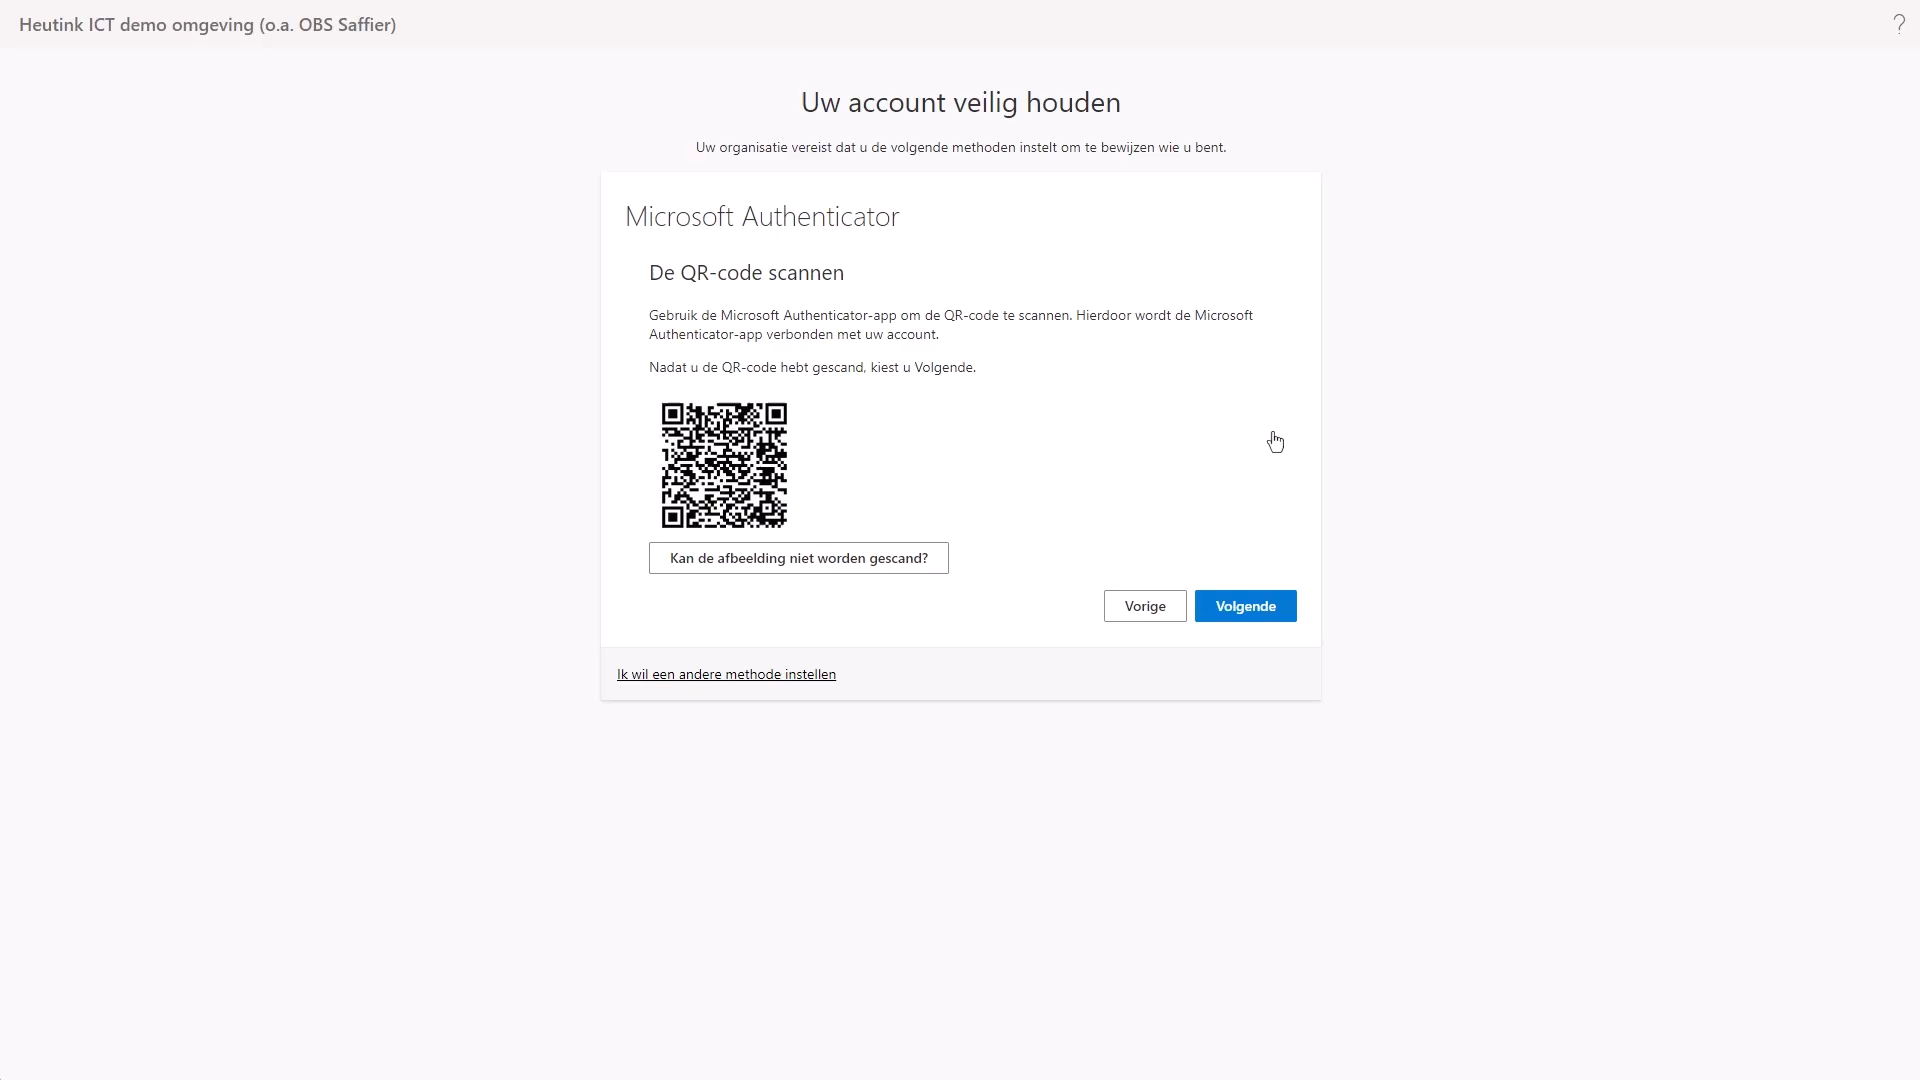 Heutink ICT demo omgeving (o.a. OBS Saffier)
?
Uw account veilig houden
Uw organisatie vereist dat u de volgende methoden instelt om te bewijzen wie u bent.
Microsoft Authenticator
De QR-code scannen
Gebruik de Microsoft Authenticator-app om de QR-code te scannen. Hierdoor wordt de Microsoft
Authenticator-app verbonden met uw account.
Nadat u de QR-code hebt gescand, kiest u Volgende.
Kan de afbeelding niet worden gescand?
Vorige
Volgende
Ik wil een andere methode instellen